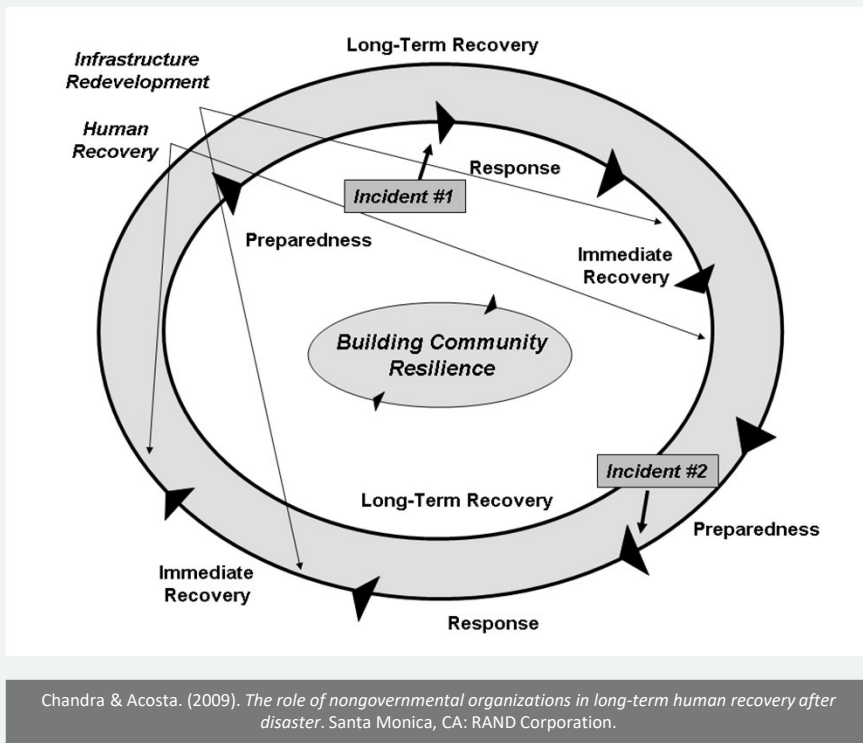 Long-Term Recovery
Infrastructure
Redevelopment
Human
Recovery
Response
Incident #1
Preparedness
Immediate
Recovery
Building Community
Resilience
Incident #2
Long-Term Recovery
Preparedness
Immediate
Recovery
Response
Chandra & Acosta. (2009). The role of nongovernmental organizations in long-term human recovery after
disaster. Santa Monica, CA: RAND Corporation.